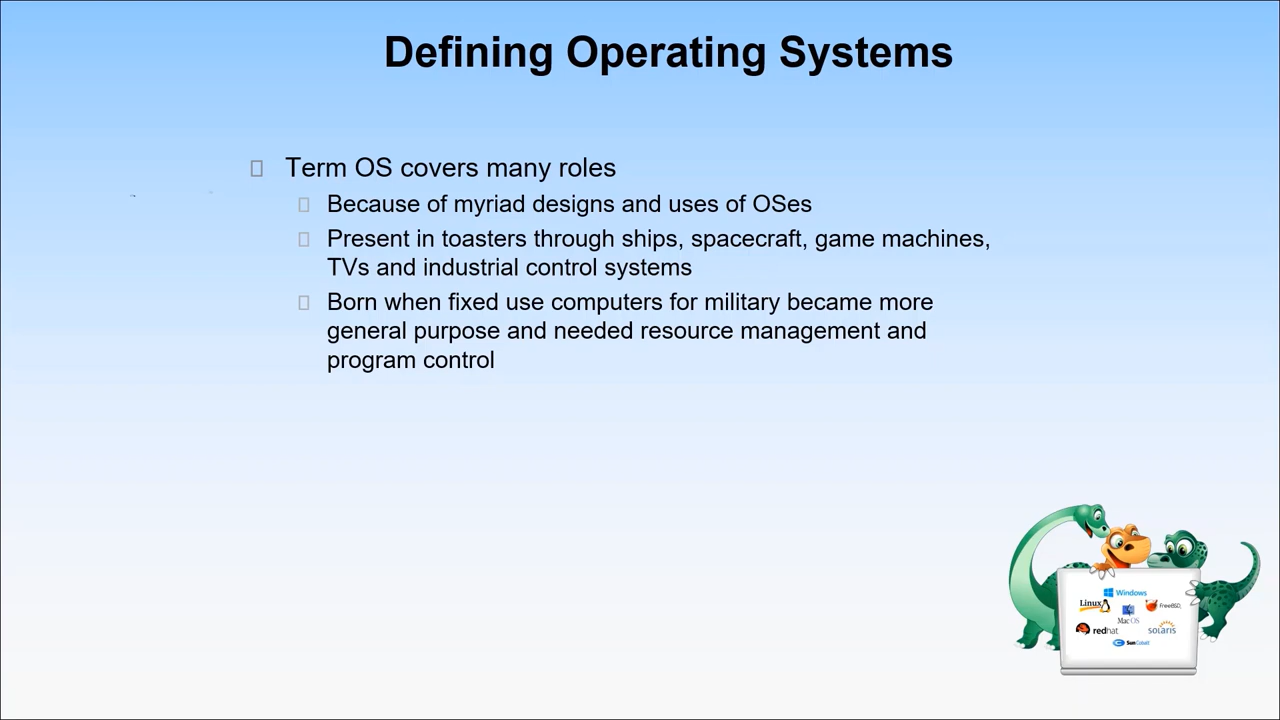 Defining Operating Systems
Term OS covers many roles
Because of myriad designs and uses of OSes
Present in toasters through ships, spacecraft, game machines,
TVs and industrial control systems
Born when fixed use computers for military became more
general purpose and needed resource management and
program control
Windows
Linux
FreeBSD
Mac OS
redhat
solaris
SunCobalt